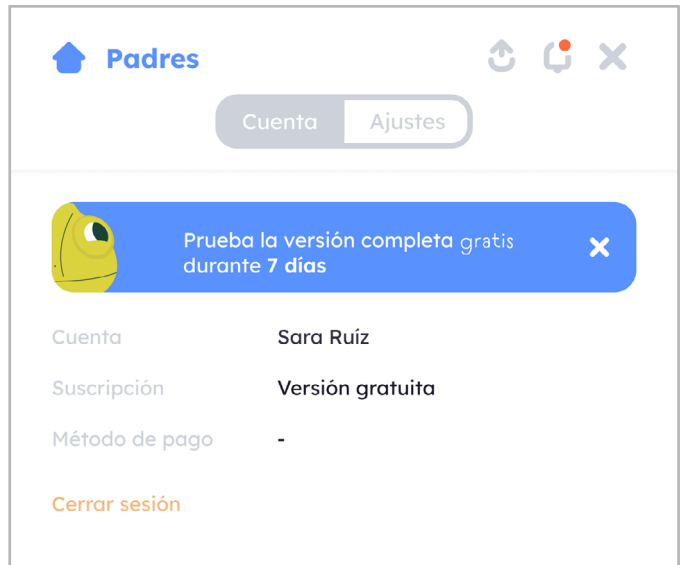 Padres
Cuenta Ajustes
Prueba la versión completa gratis
durante 7 días
Cuenta Sara Ruíz
Suscripción Versión gratuita
Método de pago -
Cerrar sesión